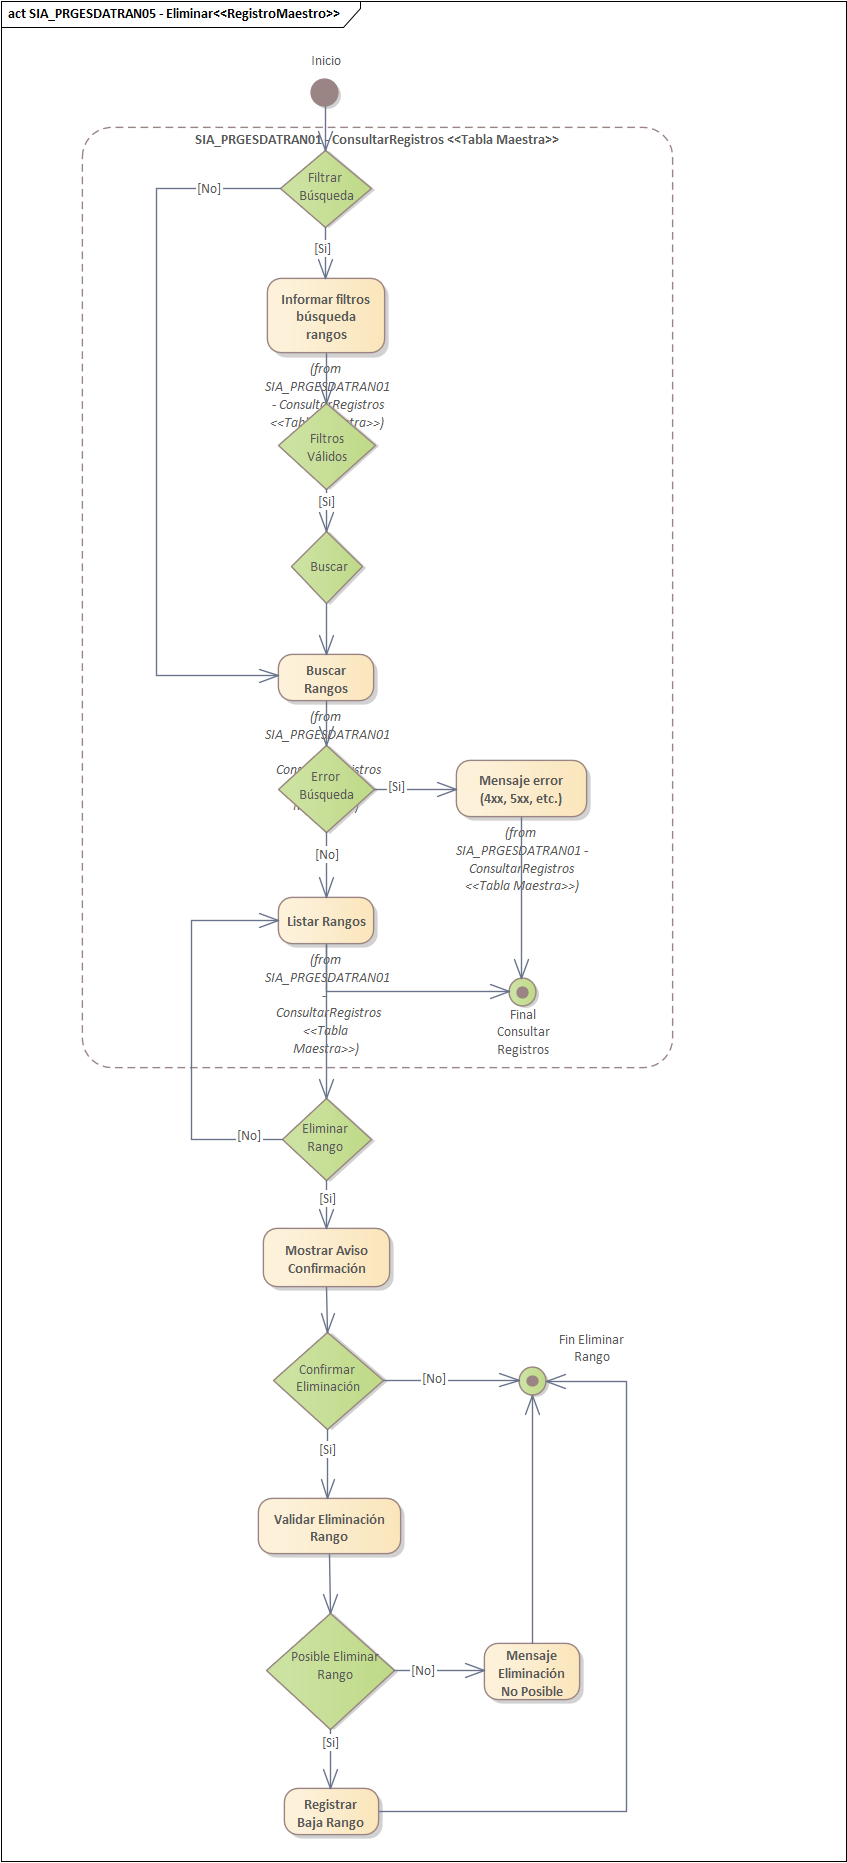 act SIA_PRGESDATRAN05 - Eliminar<<RegistroMaestro>>
Inicio
SIA_PRGESDATRAN01 - ConsultarRegistros <<Tabla Maestra>>
Filtrar
Búsqueda
[No]
[Si]
Informar filtros
búsqueda
rangos
(from
SIA_PRGESDATRAN01
- ConsultarRegistros
<<Tabla Maestra>>)
Filtros
Válidos
[Si]
Buscar
Buscar
Rangos
(from
SIA_PRGESDATRAN01
ConsultarRegistros
Error
Búsqueda
[Si]
Mensaje error
(4xx, 5xx, etc.)
(from
SIA_PRGESDATRAN01 -
ConsultarRegistros
<<Tabla Maestra>>)
[No]
Listar Rangos
(from
SIA_PRGESDATRAN01
-
ConsultarRegistros
<<Tabla
Maestra>>)
Final
Consultar
Registros
Eliminar
Rango
[No]
[Si]
Mostrar Aviso
Confirmación
Fin Eliminar
Rango
Confirmar
Eliminación
[No]
[Si]
Validar Eliminación
Rango
Posible Eliminar
Rango
[No]
Mensaje
Eliminación
No Posible
[Si]
Registrar
Baja Rango